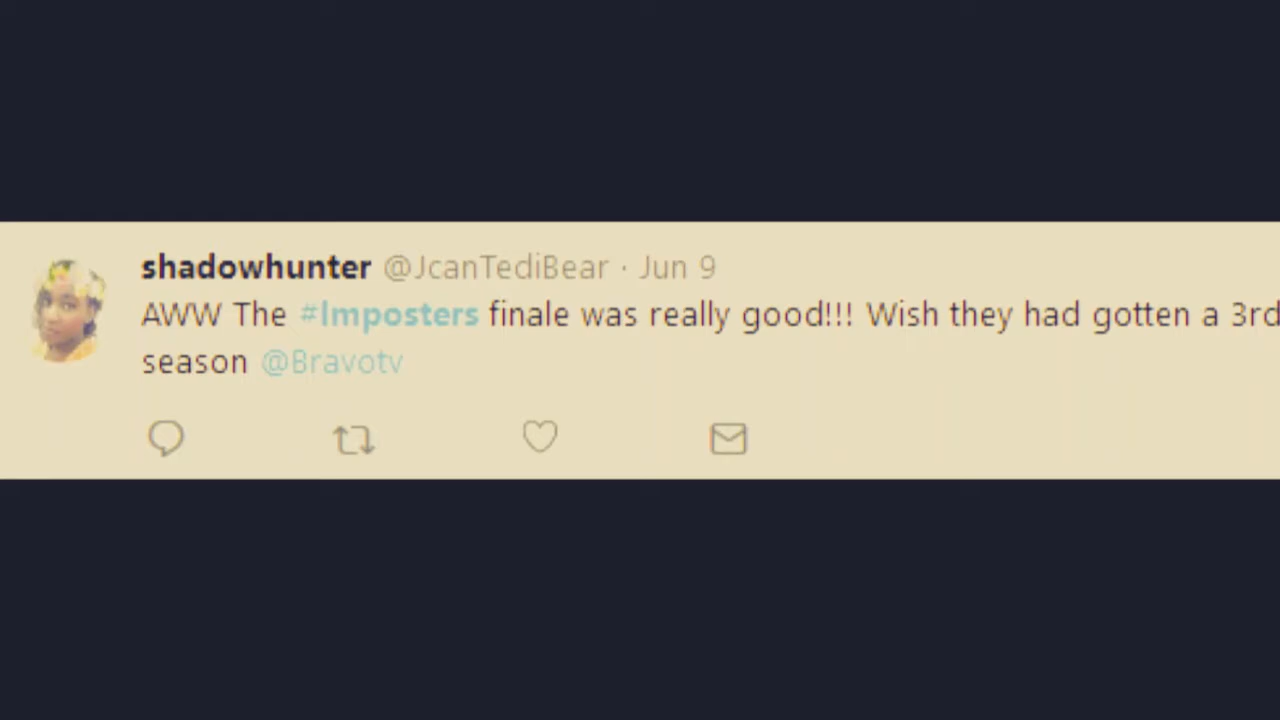 shadowhunter @JcanTediBear · Jun 9
AWW The #Imposters finale was really good!!! Wish they had gotten a 3rd
season @Bravotv